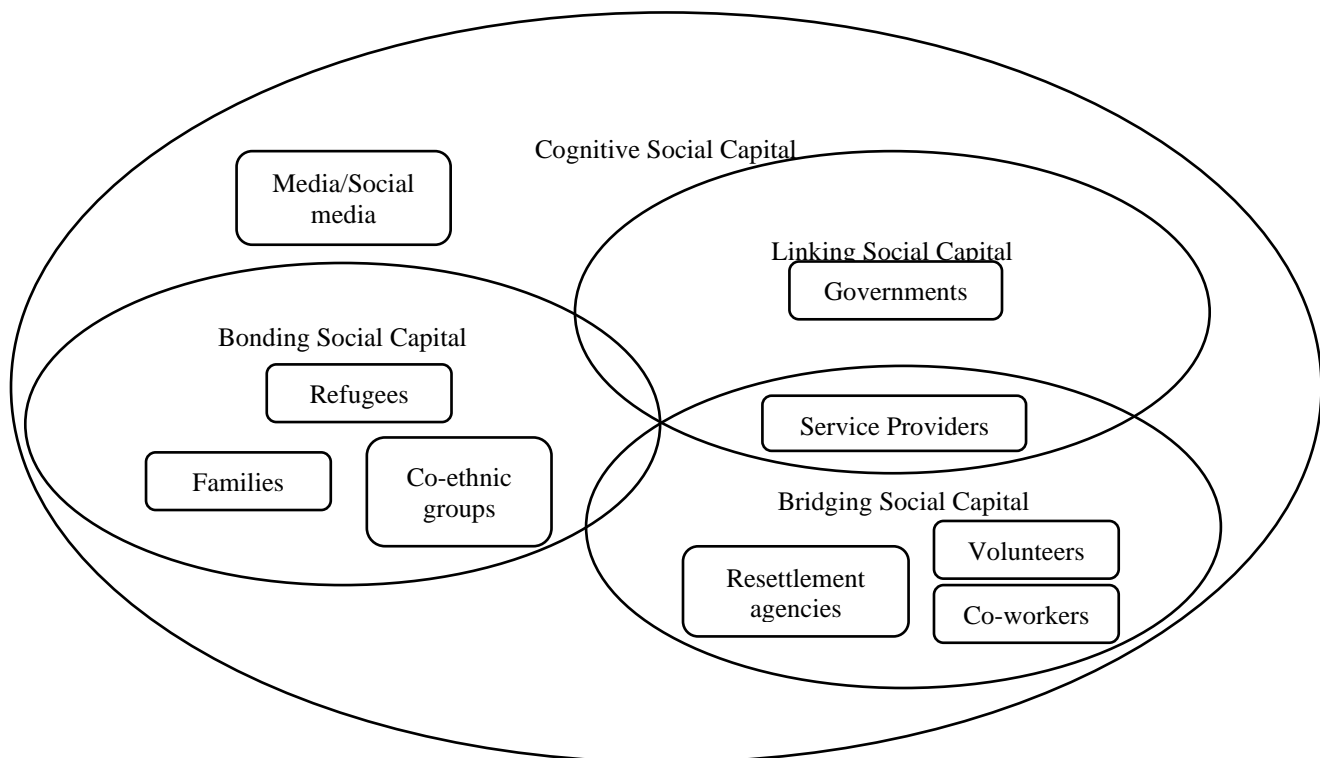 Cognitive Social Capital
Media/Social
media
Linking Social Capital
Governments
Bonding Social Capital
Refugees
Families
Co-ethnic
groups
Service Providers
Bridging Social Capital
Volunteers
Resettlement
agencies
Co-workers